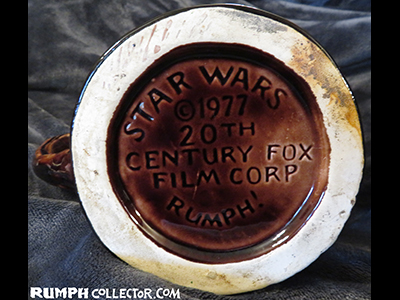 STAR WARS
©1977
20TH
CENTURY FOX
FILM CORP
RUMPH!
RUMPH COLLECTOR.COM